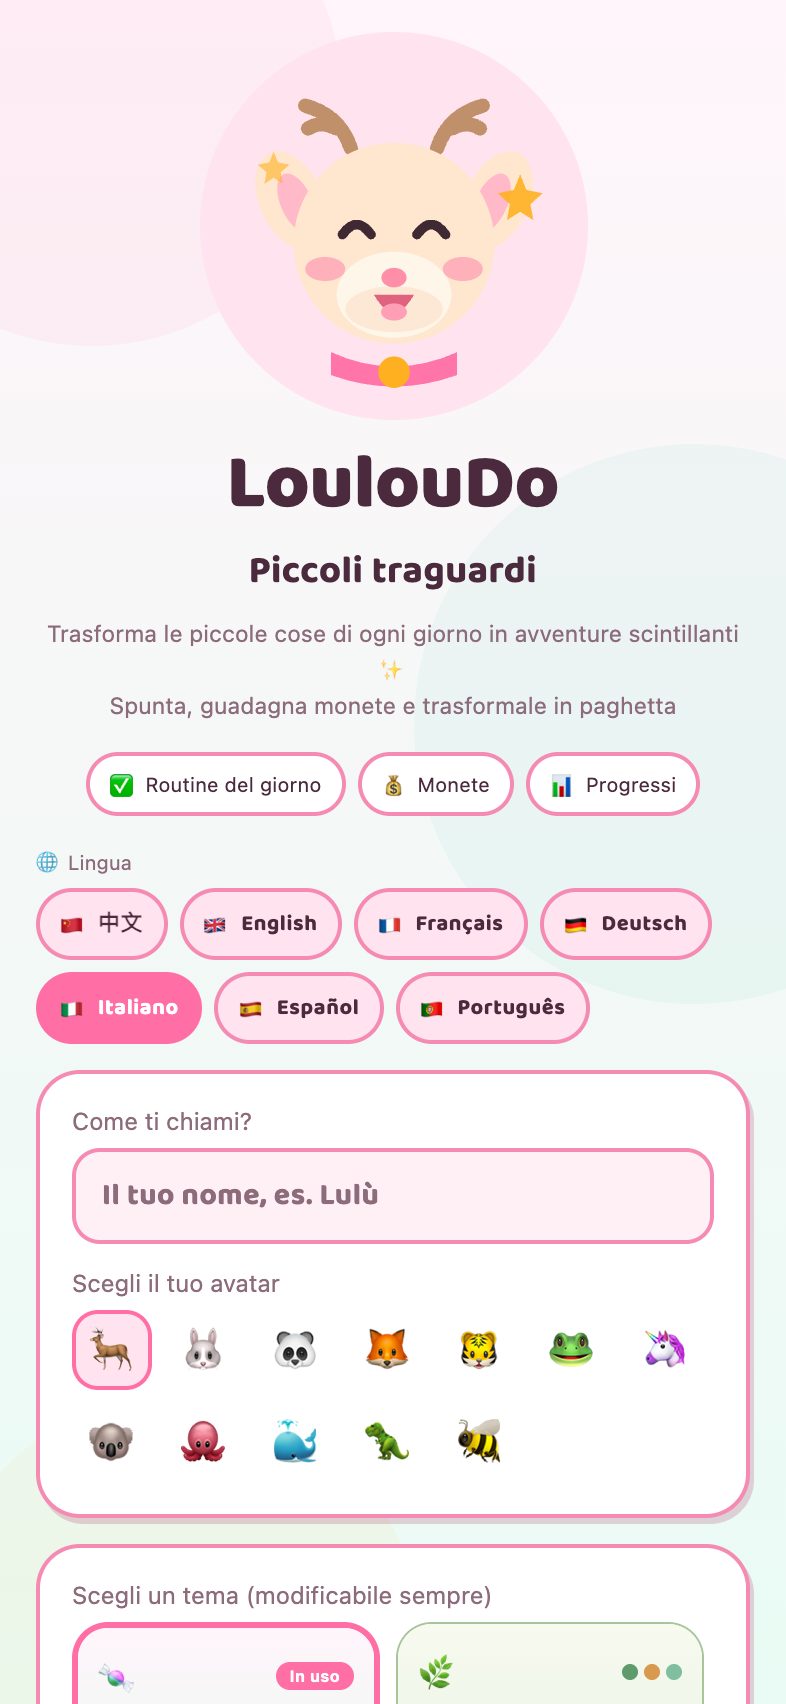 LoulouDo
Piccoli traguardi
Trasforma le piccole cose di ogni giorno in avventure scintillanti
✨
Spunta, guadagna monete e trasformale in paghetta
✅ Routine del giorno
💰 Monete
📊 Progressi
🌐 Lingua
🇨🇳 中文
🇬🇧 English
🇫🇷 Français
🇩🇪 Deutsch
🇮🇹 Italiano
🇪🇸 Español
🇵🇹 Português
Come ti chiami?
Il tuo nome, es. Lulù
Scegli il tuo avatar
Scegli un tema (modificabile sempre)
In uso